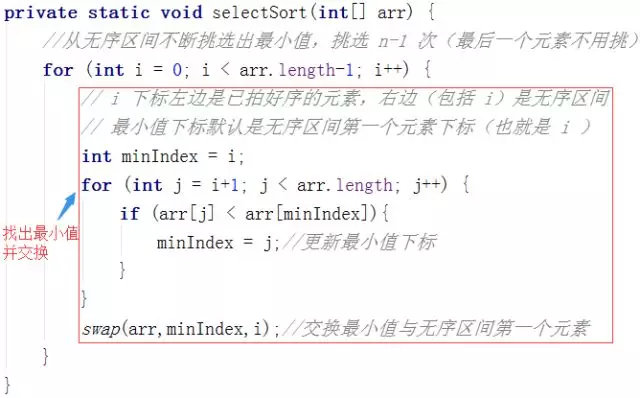 private static void selectSort(int[] arr) {
//从无序区间不断挑选出最小值，挑选 n-1 次（最后一个元素不用挑）
for (int i = 0; i < arr.length-1; i++) {
// i 下标左边是已拍好序的元素，右边（包括 i）是无序区间
// 最小值下标默认是无序区间第一个元素下标（也就是 i ）
int minIndex = i;
for (int j = i+1; j < arr.length; j++) {
if (arr[j] < arr[minIndex]){
minIndex = j;//更新最小值下标
}
}
swap(arr,minIndex,i);//交换最小值与无序区间第一个元素
}
}
找出最小值
并交换